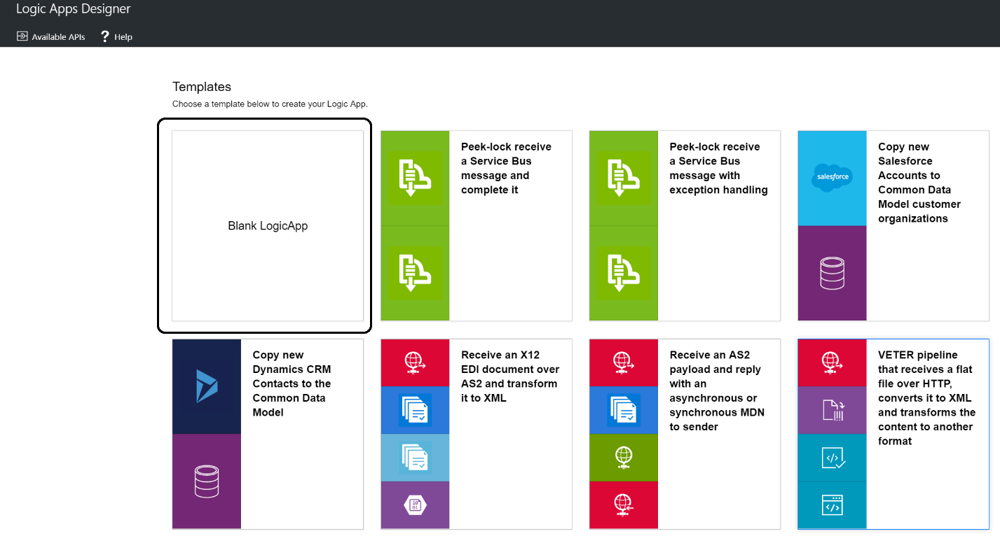 Logic Apps Designer
Available APIs
? Help
Templates
Choose a template below to create your Logic App.
Blank LogicApp
Peek-lock receive
a Service Bus
message and
complete it
Peek-lock receive
a Service Bus
message with
exception handling
salesforce
Copy new
Salesforce
Accounts to
Common Data
Model customer
organizations
Copy new
Dynamics CRM
Contacts to the
Common Data
Model
Receive an X12
EDI document over
AS2 and transform
it to XML
10
01
Receive an AS2
payload and reply
with an
asynchronous or
synchronous MDN
to sender
VETER pipeline
that receives a flat
file over HTTP,
converts it to XML
and transforms the
content to another
format